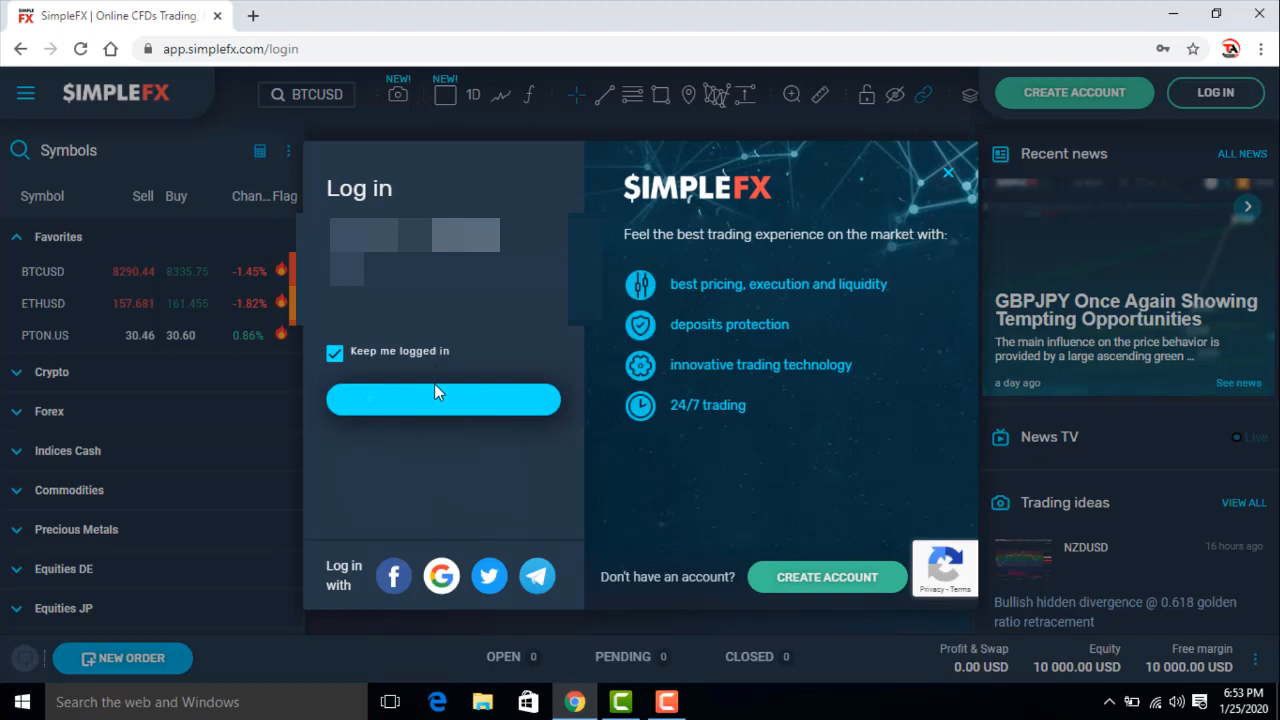 SimpleFX | Online CFDs Trading,
app.simplefx.com/login
$IMPLEFX
BTCUSD
NEW!
NEW!
1D
CREATE ACCOUNT
LOG IN
Symbols
Symbol Sell Buy Chan... Flag
Favorites
BTCUSD 8290.44 8335.75 -1.45%
ETHUSD 157.681 161.455 -1.82%
PTON.US 30.46 30.60 0.86%
Crypto
Forex
Indices Cash
Commodities
Precious Metals
Equities DE
Equities JP
Log in
Keep me logged in
Log in
with
$IMPLEFX
Feel the best trading experience on the market with:
best pricing, execution and liquidity
deposits protection
innovative trading technology
24/7 trading
Don't have an account?
CREATE ACCOUNT
Privacy - Terms
Recent news
ALL NEWS
GBPJPY Once Again Showing
Tempting Opportunities
The main influence on the price behavior is
provided by a large ascending green ...
a day ago
See news
News TV
Live
Trading ideas
VIEW ALL
NZDUSD
16 hours ago
Bullish hidden divergence @ 0.618 golden
ratio retracement
NEW ORDER
OPEN 0
PENDING 0
CLOSED 0
Profit & Swap
0.00 USD
Equity
10 000.00 USD
Free margin
10 000.00 USD
Search the web and Windows
6:53 PM
1/25/2020